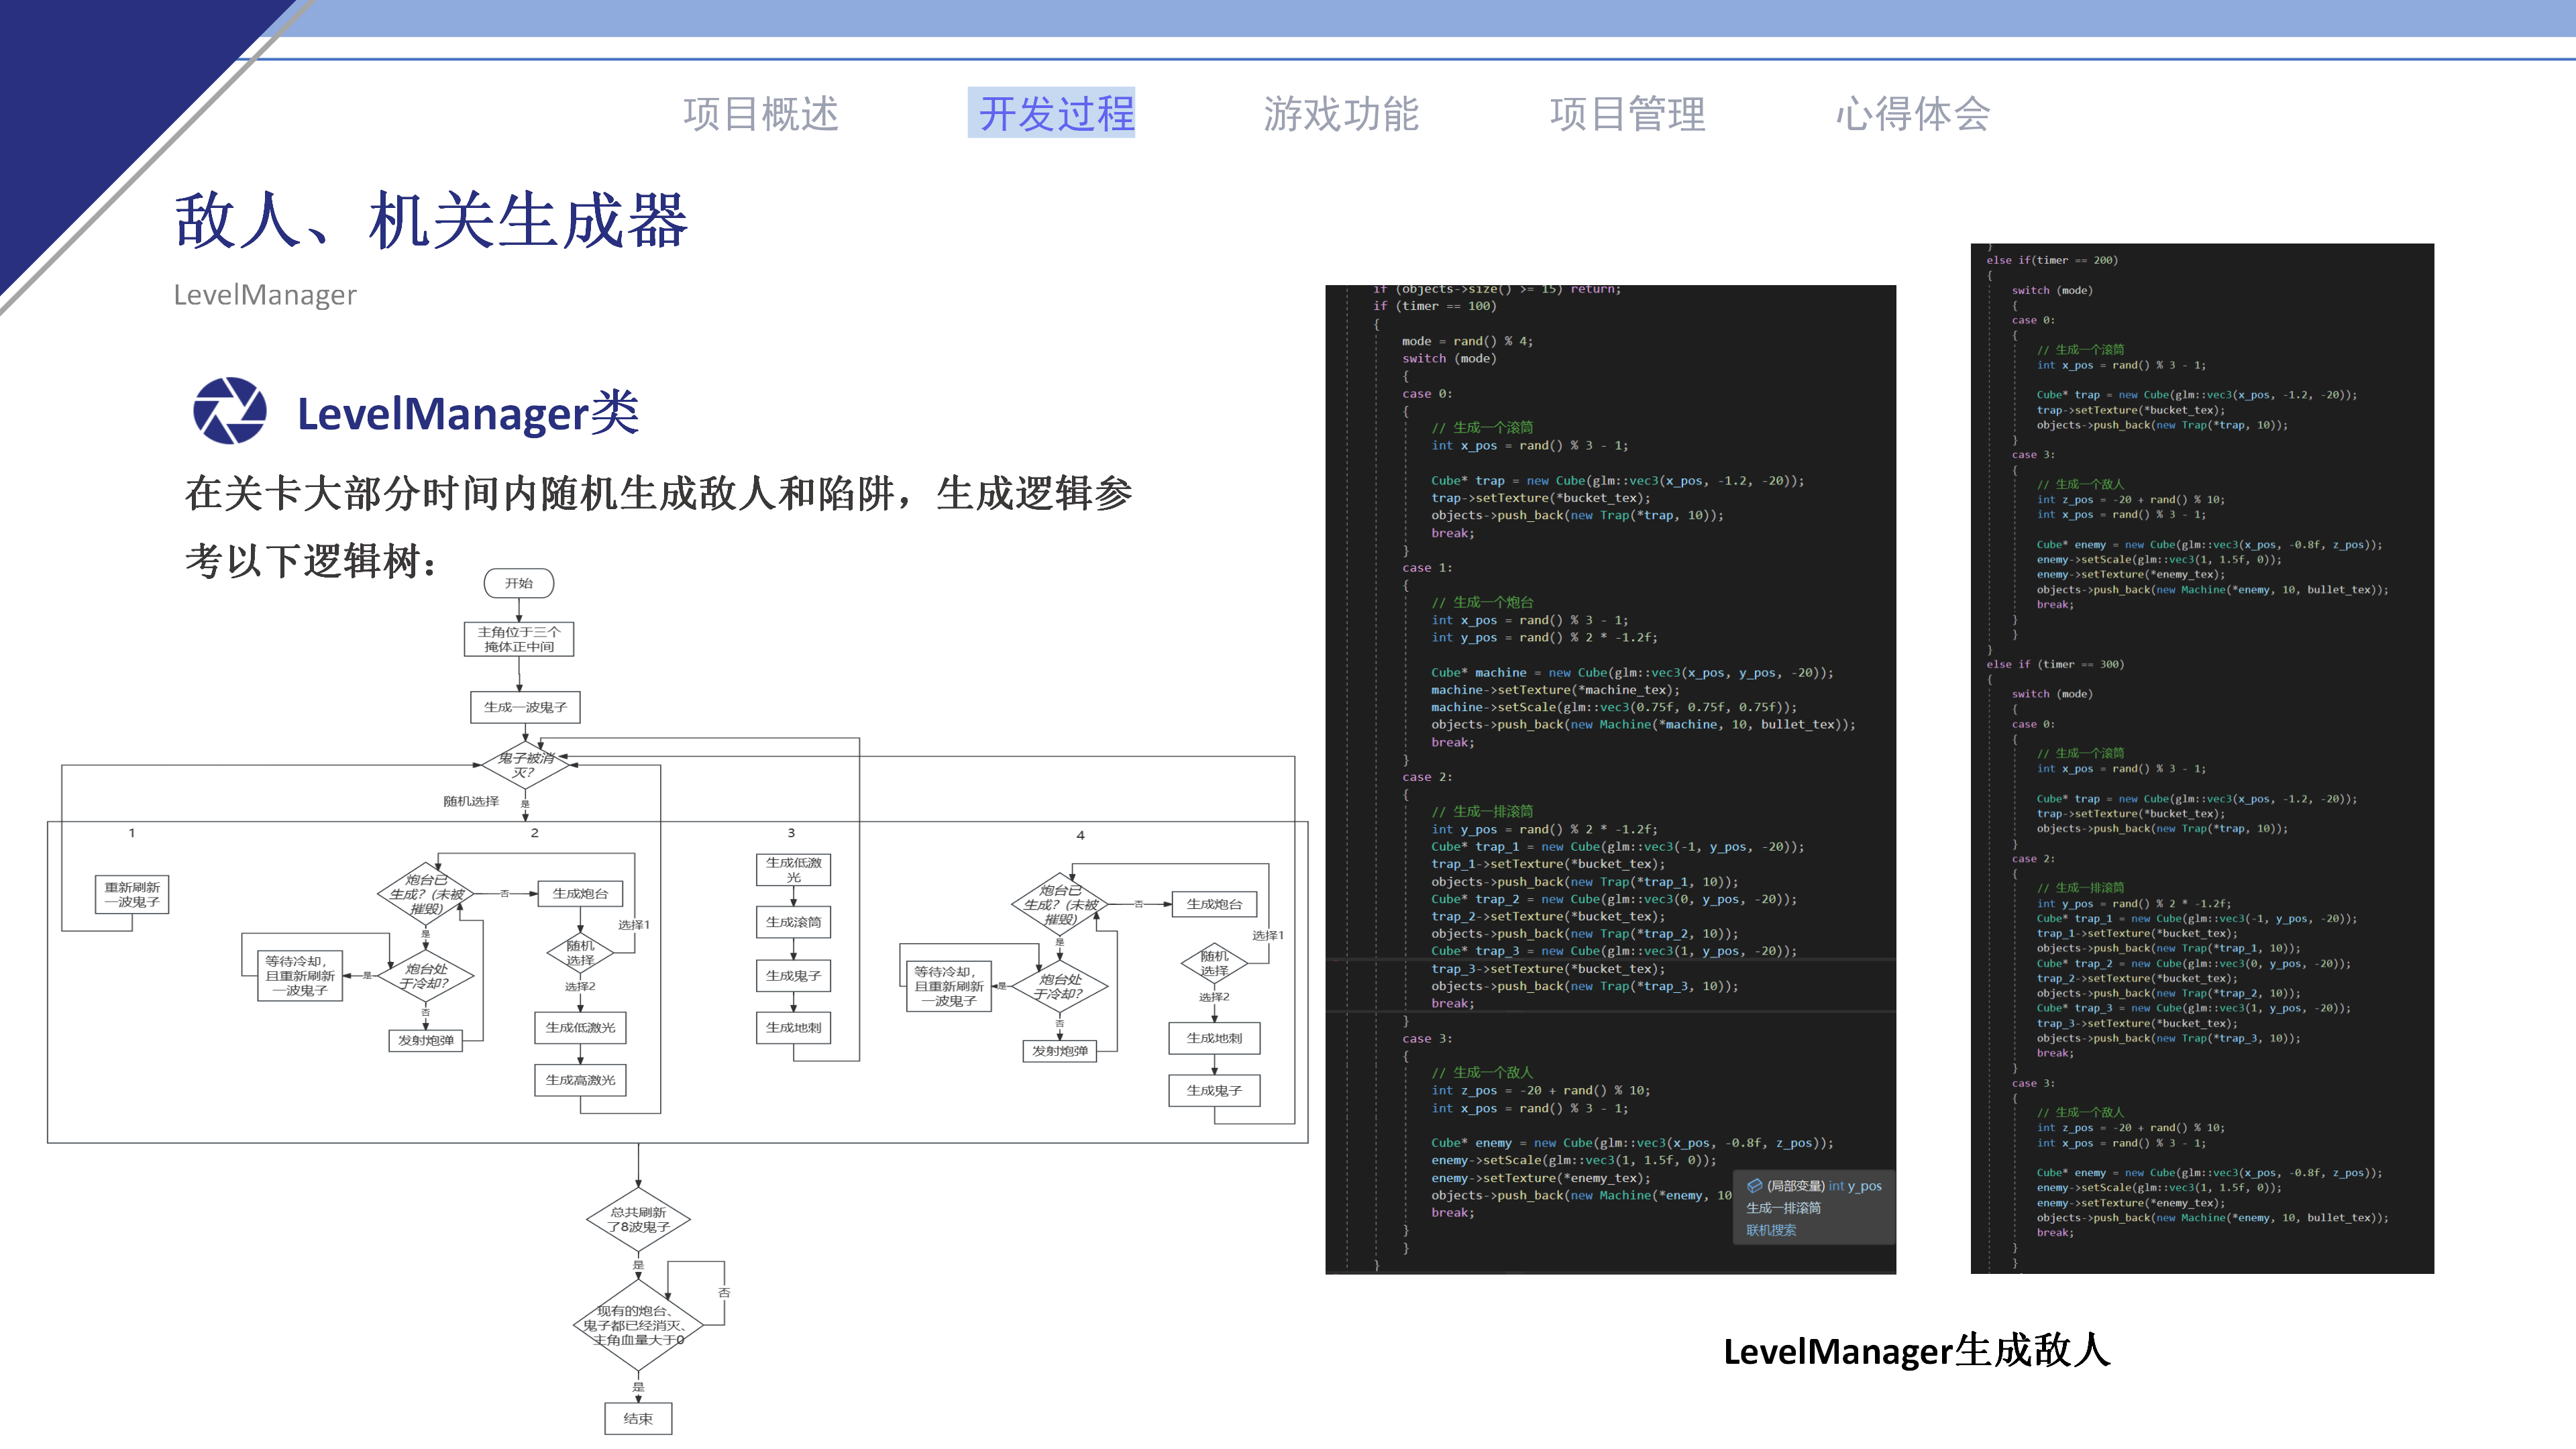 项目概述
开发过程
游戏功能
项目管理
心得体会
敌人、机关生成器
LevelManager
LevelManager类
在关卡大部分时间内随机生成敌人和陷阱，生成逻辑参
考以下逻辑树：
开始
主角位于三个
掩体正中间
生成一波鬼子
鬼子被消
灭?
随机选择
是
1
重新刷新
一波鬼子
2
炮台已
生成? (未被
摧毁)
否
生成炮台
是
选择1
随机
选择
炮台处
于冷却?
是
等待冷却，
且重新刷新
一波鬼子
否
发射炮弹
选择2
生成低激光
生成高激光
3
生成低激
光
生成滚筒
生成鬼子
生成地刺
4
炮台已
生成? (未被
摧毁)
否
生成炮台
是
选择1
随机
选择
炮台处
于冷却?
是
等待冷却，
且重新刷新
一波鬼子
否
发射炮弹
选择2
生成地刺
生成鬼子
总共刷新
了8波鬼子
是
现有的炮台、
鬼子都已经消灭、
主角血量大于0
否
是
结束
if (objects->size() >= 15) return;
if (timer == 100)
{
mode = rand() % 4;
switch (mode)
{
case 0:
{
// 生成一个滚筒
int x_pos = rand() % 3 - 1;
Cube* trap = new Cube(glm::vec3(x_pos, -1.2, -20));
trap->setTexture(*bucket_tex);
objects->push_back(new Trap(*trap, 10));
break;
}
case 1:
{
// 生成一个炮台
int x_pos = rand() % 3 - 1;
int y_pos = rand() % 2 * -1.2f;
Cube* machine = new Cube(glm::vec3(x_pos, y_pos, -20));
machine->setTexture(*machine_tex);
machine->setScale(glm::vec3(0.75f, 0.75f, 0.75f));
objects->push_back(new Machine(*machine, 10, bullet_tex));
break;
}
case 2:
{
// 生成一排滚筒
int y_pos = rand() % 2 * -1.2f;
Cube* trap_1 = new Cube(glm::vec3(-1, y_pos, -20));
trap_1->setTexture(*bucket_tex);
objects->push_back(new Trap(*trap_1, 10));
Cube* trap_2 = new Cube(glm::vec3(0, y_pos, -20));
trap_2->setTexture(*bucket_tex);
objects->push_back(new Trap(*trap_2, 10));
Cube* trap_3 = new Cube(glm::vec3(1, y_pos, -20));
trap_3->setTexture(*bucket_tex);
objects->push_back(new Trap(*trap_3, 10));
break;
}
case 3:
{
// 生成一个敌人
int z_pos = -20 + rand() % 10;
int x_pos = rand() % 3 - 1;
Cube* enemy = new Cube(glm::vec3(x_pos, -0.8f, z_pos));
enemy->setScale(glm::vec3(1, 1.5f, 0));
enemy->setTexture(*enemy_tex);
objects->push_back(new Machine(*enemy, 10
break;
}
}
}
(局部变量) int y_pos
生成一排滚筒
联机搜索
}
else if(timer == 200)
{
switch (mode)
{
case 0:
{
// 生成一个滚筒
int x_pos = rand() % 3 - 1;
Cube* trap = new Cube(glm::vec3(x_pos, -1.2, -20));
trap->setTexture(*bucket_tex);
objects->push_back(new Trap(*trap, 10));
}
case 3:
{
// 生成一个敌人
int z_pos = -20 + rand() % 10;
int x_pos = rand() % 3 - 1;
Cube* enemy = new Cube(glm::vec3(x_pos, -0.8f, z_pos));
enemy->setScale(glm::vec3(1, 1.5f, 0));
enemy->setTexture(*enemy_tex);
objects->push_back(new Machine(*enemy, 10, bullet_tex));
break;
}
}
}
else if (timer == 300)
{
switch (mode)
{
case 0:
{
// 生成一个滚筒
int x_pos = rand() % 3 - 1;
Cube* trap = new Cube(glm::vec3(x_pos, -1.2, -20));
trap->setTexture(*bucket_tex);
objects->push_back(new Trap(*trap, 10));
}
case 2:
{
// 生成一排滚筒
int y_pos = rand() % 2 * -1.2f;
Cube* trap_1 = new Cube(glm::vec3(-1, y_pos, -20));
trap_1->setTexture(*bucket_tex);
objects->push_back(new Trap(*trap_1, 10));
Cube* trap_2 = new Cube(glm::vec3(0, y_pos, -20));
trap_2->setTexture(*bucket_tex);
objects->push_back(new Trap(*trap_2, 10));
Cube* trap_3 = new Cube(glm::vec3(1, y_pos, -20));
trap_3->setTexture(*bucket_tex);
objects->push_back(new Trap(*trap_3, 10));
break;
}
case 3:
{
// 生成一个敌人
int z_pos = -20 + rand() % 10;
int x_pos = rand() % 3 - 1;
Cube* enemy = new Cube(glm::vec3(x_pos, -0.8f, z_pos));
enemy->setScale(glm::vec3(1, 1.5f, 0));
enemy->setTexture(*enemy_tex);
objects->push_back(new Machine(*enemy, 10, bullet_tex));
break;
}
}
LevelManager生成敌人